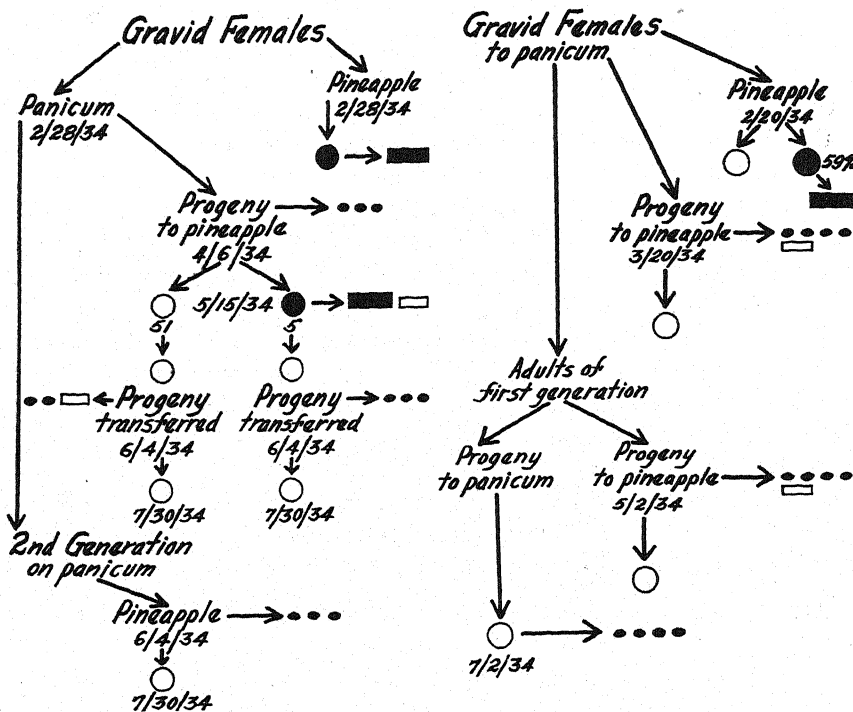 Gravid Females
Pineapple
2/28/34
Panicum
2/28/34
Progeny
to pineapple
4/6/34
5/15/34
51
5
Progeny
transferred
6/4/34
Progeny
transferred
6/4/34
7/30/34
7/30/34
2nd Generation
on panicum
Pineapple
6/4/34
7/30/34
Gravid Females
to panicum
Pineapple
2/20/34
59%
Progeny
to pineapple
3/20/34
Adults of
first generation
Progeny
to panicum
Progeny
to pineapple
5/2/34
7/2/34